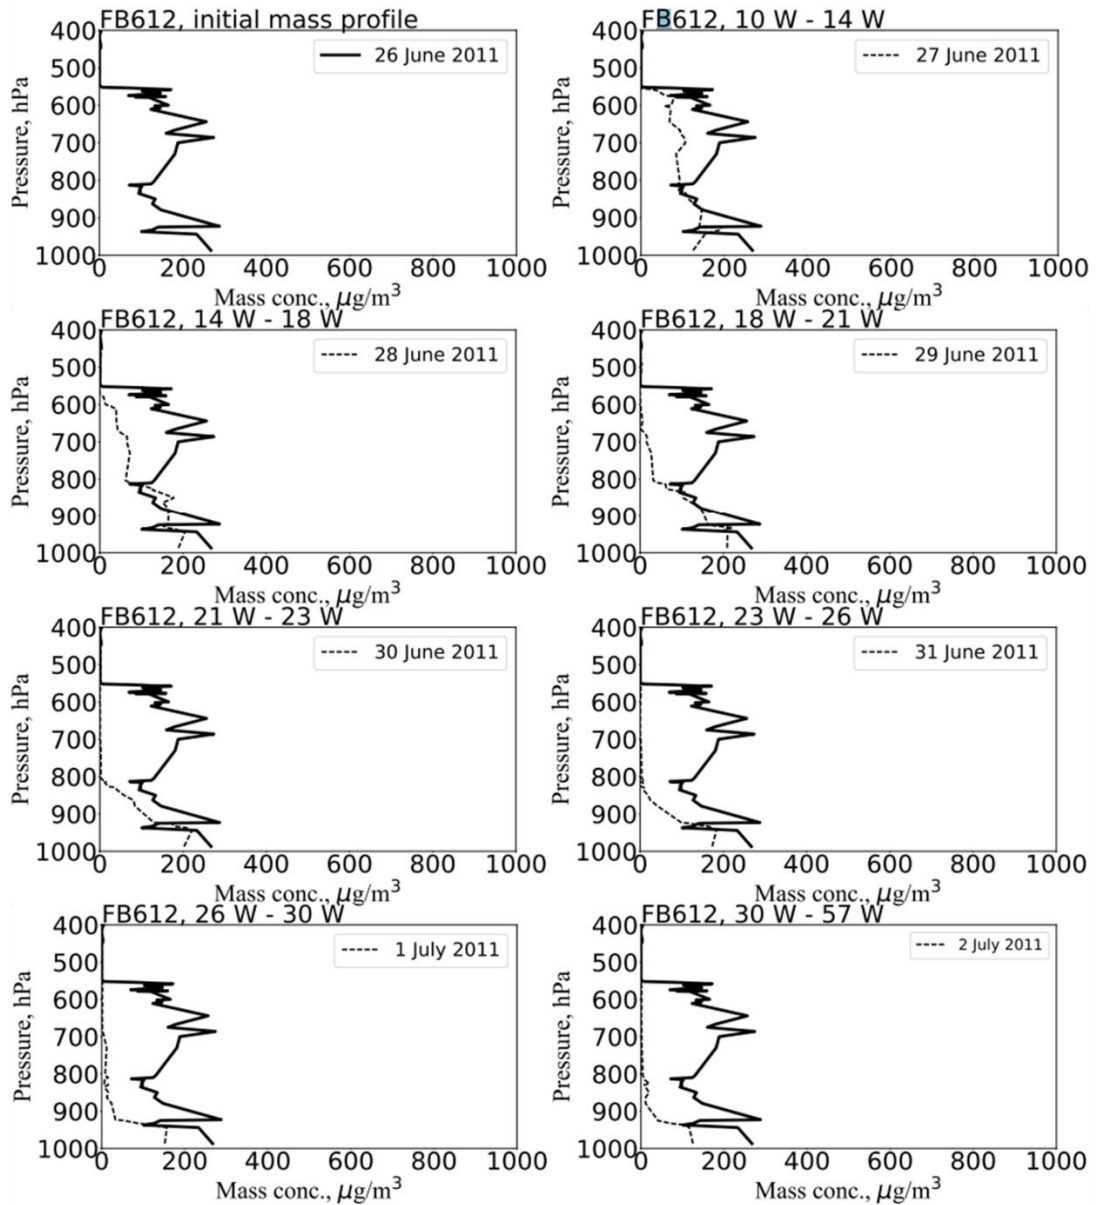 FB612, initial mass profile
26 June 2011
400
500
600
700
800
900
1000
0 200 400 600 800 1000
Pressure, hPa
Mass conc., μg/m³
FB612, 10 W - 14 W
27 June 2011
400
500
600
700
800
900
1000
0 200 400 600 800 1000
Pressure, hPa
Mass conc., μg/m³
FB612, 14 W - 18 W
28 June 2011
400
500
600
700
800
900
1000
0 200 400 600 800 1000
Pressure, hPa
Mass conc., μg/m³
FB612, 18 W - 21 W
29 June 2011
400
500
600
700
800
900
1000
0 200 400 600 800 1000
Pressure, hPa
Mass conc., μg/m³
FB612, 21 W - 23 W
30 June 2011
400
500
600
700
800
900
1000
0 200 400 600 800 1000
Pressure, hPa
Mass conc., μg/m³
FB612, 23 W - 26 W
31 June 2011
400
500
600
700
800
900
1000
0 200 400 600 800 1000
Pressure, hPa
Mass conc., μg/m³
FB612, 26 W - 30 W
1 July 2011
400
500
600
700
800
900
1000
0 200 400 600 800 1000
Pressure, hPa
Mass conc., μg/m³
FB612, 30 W - 57 W
2 July 2011
400
500
600
700
800
900
1000
0 200 400 600 800 1000
Pressure, hPa
Mass conc., μg/m³